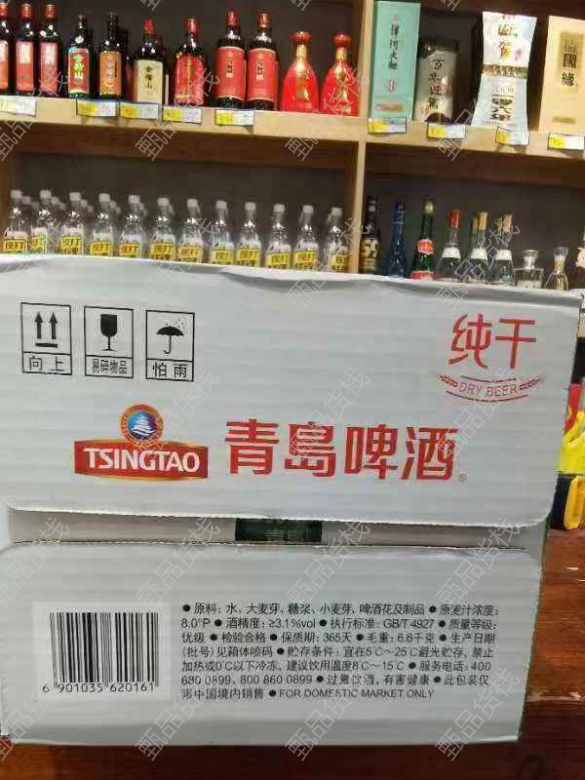 向上
易碎物品
怕雨
纯干
DRY BEER
TSINGTAO
青岛啤酒
●原料：水、大麦芽、糖浆、小麦芽、啤酒花及制品●原麦汁浓度：
8.0°P●酒精度：≥3.1%vol●执行标准：GB/T 4927●质量等级：
优级●检验合格●保质期：365天●毛重：6.6千克●生产日期
(批号)见箱体喷码●贮存条件：宜在5℃~25℃避光贮存，禁止
加热或0℃以下冷冻，建议饮用温度8℃~15℃●服务电话：400
680 0899、800 860 0899●过量饮酒，有害健康●此包装仅
限中国境内销售●FOR DOMESTIC MARKET ONLY
6 901035 620161
甄品货栈